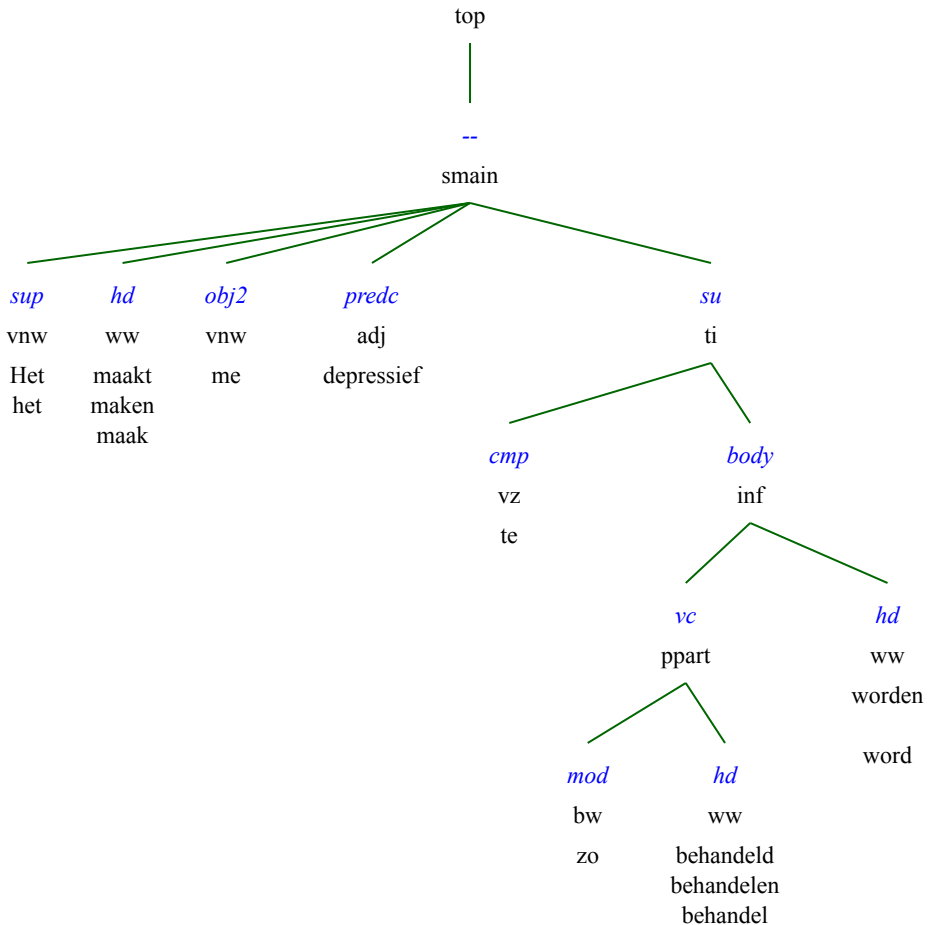 top
--
smain
sup hd obj2 predc su
vnw ww vnw adj ti
Het maakt me depressief
het maken
maak
cmp body
vz inf
te
vc hd
ppart ww
worden
word
mod hd
bw ww
zo behandeld
behandelen
behandel